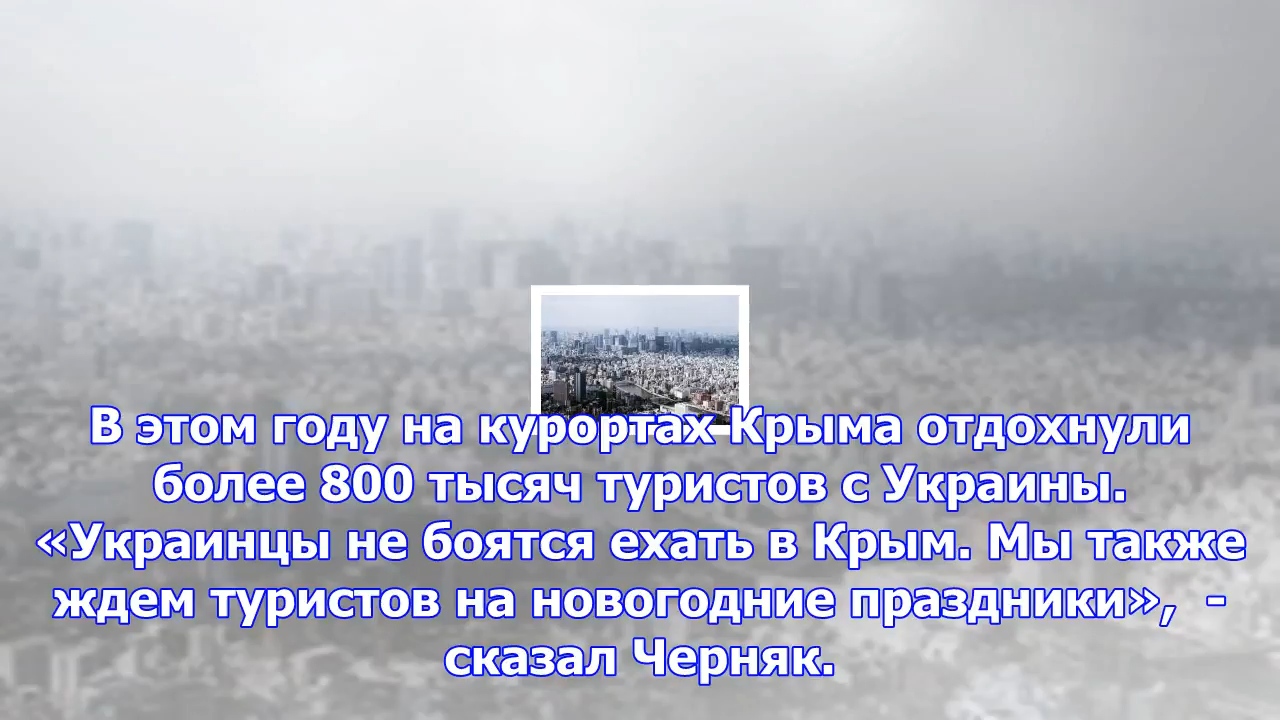 В этом году на курортах Крыма отдохнули
более 800 тысяч туристов с Украины.
«Украинцы не боятся ехать в Крым. Мы также
ждем туристов на новогодние праздники», -
сказал Черняк.